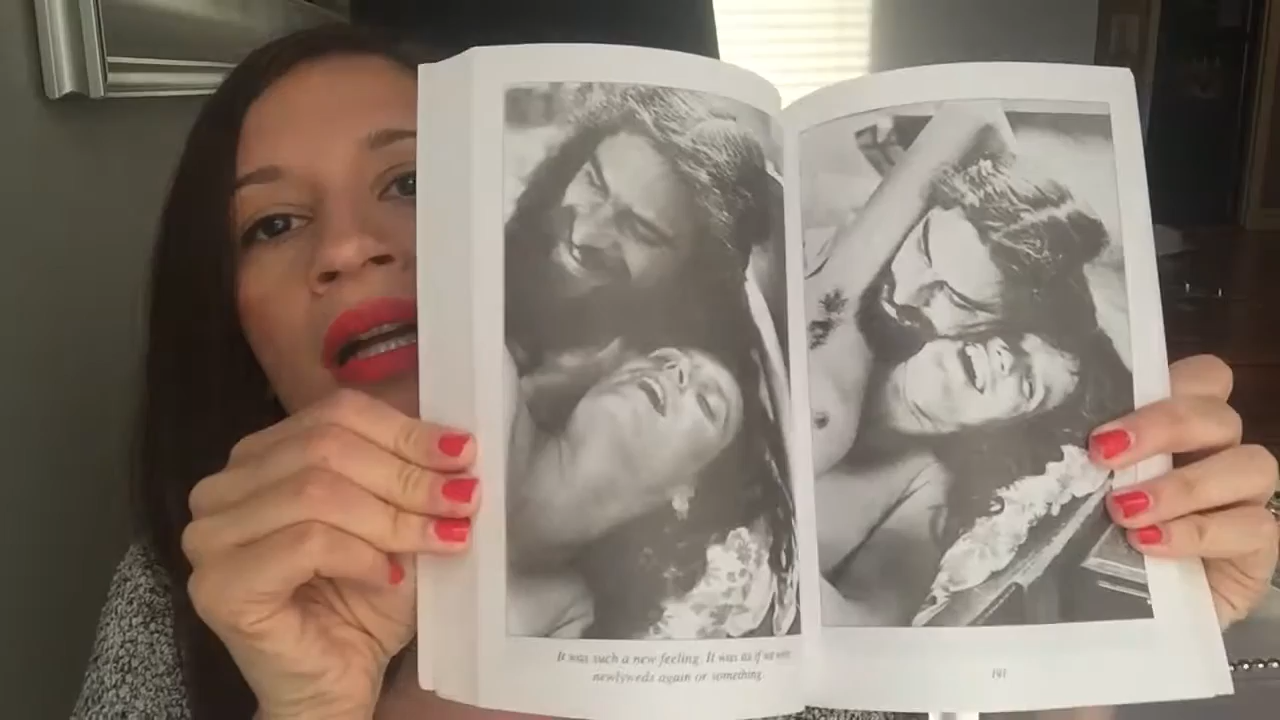 It was such a new feeling. It was as if we were
newlyweds again or something.
191